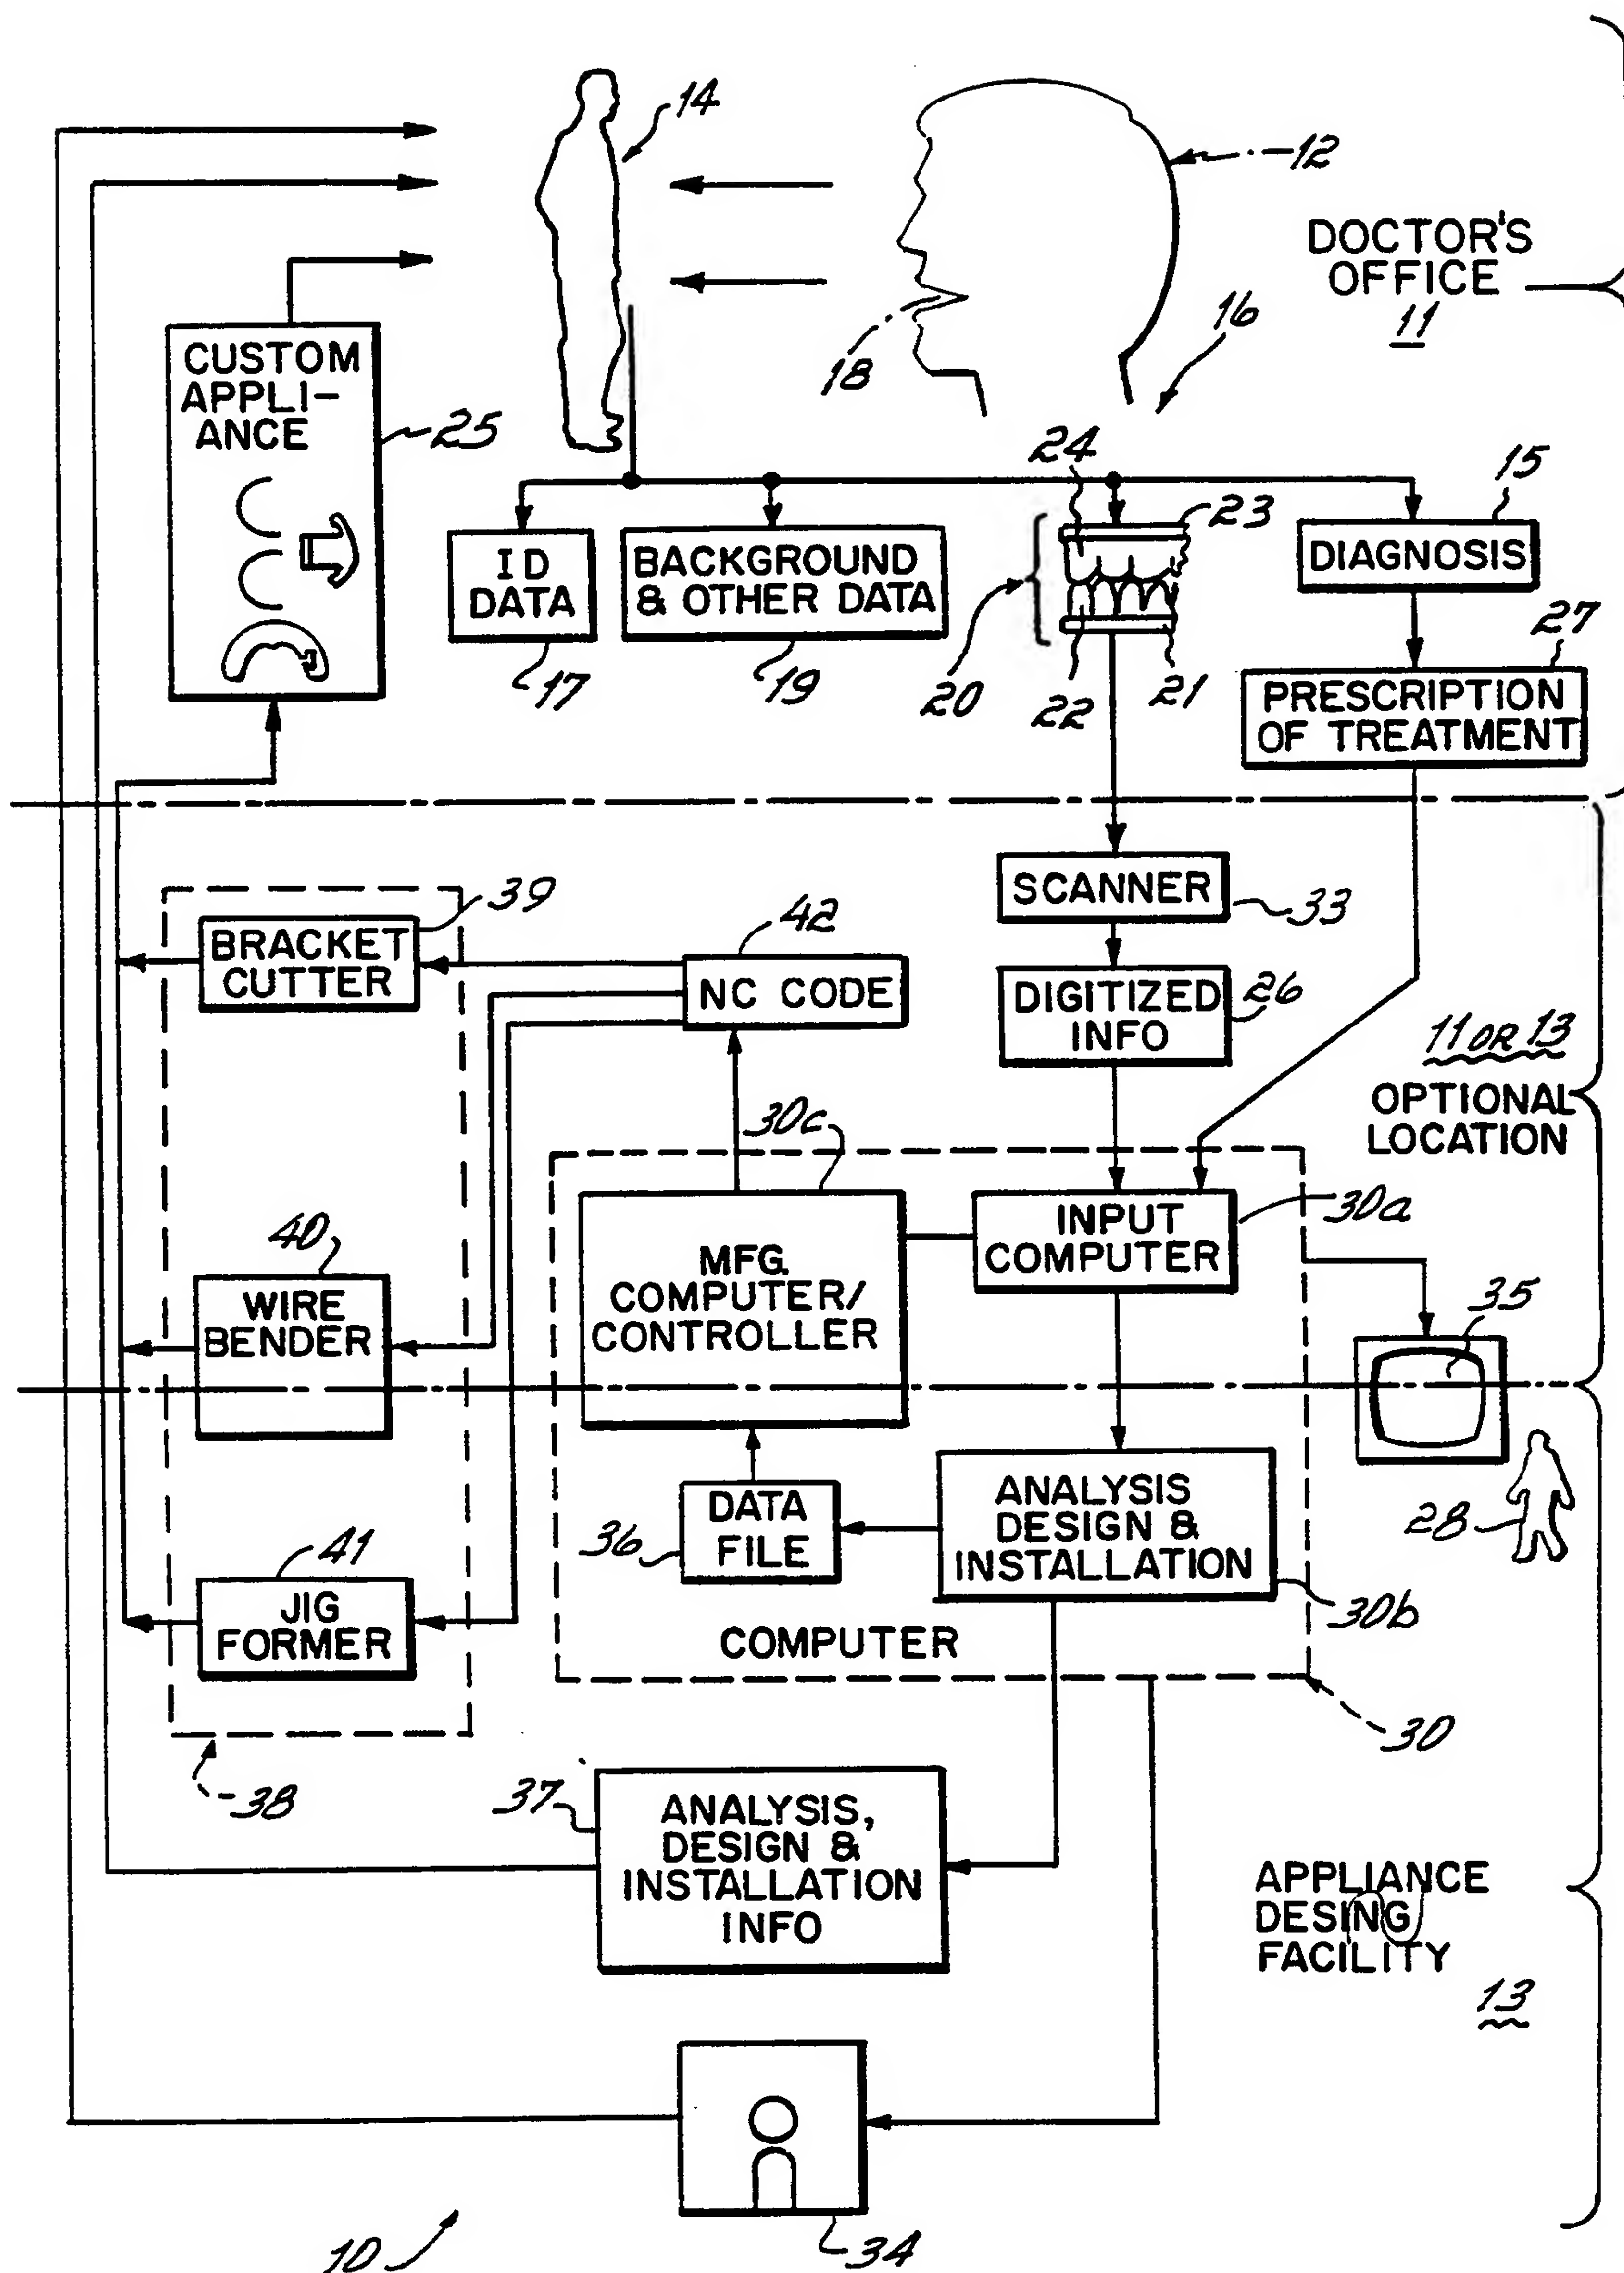 14
12
DOCTOR'S
OFFICE
11
16
18
CUSTOM
APPLI-
ANCE
25
24
23
15
ID
DATA
17
BACKGROUND
& OTHER DATA
19
20
22
21
DIAGNOSIS
27
PRESCRIPTION
OF TREATMENT
SCANNER
33
39
BRACKET
CUTTER
42
NC CODE
DIGITIZED
INFO
26
11 OR 13
OPTIONAL
LOCATION
30c
30a
INPUT
COMPUTER
MFG.
COMPUTER/
CONTROLLER
40
WIRE
BENDER
35
28
36
DATA
FILE
ANALYSIS
DESIGN &
INSTALLATION
30b
41
JIG
FORMER
COMPUTER
30
38
37
ANALYSIS,
DESIGN &
INSTALLATION
INFO
APPLIANCE
DESING
FACILITY
13
10
34